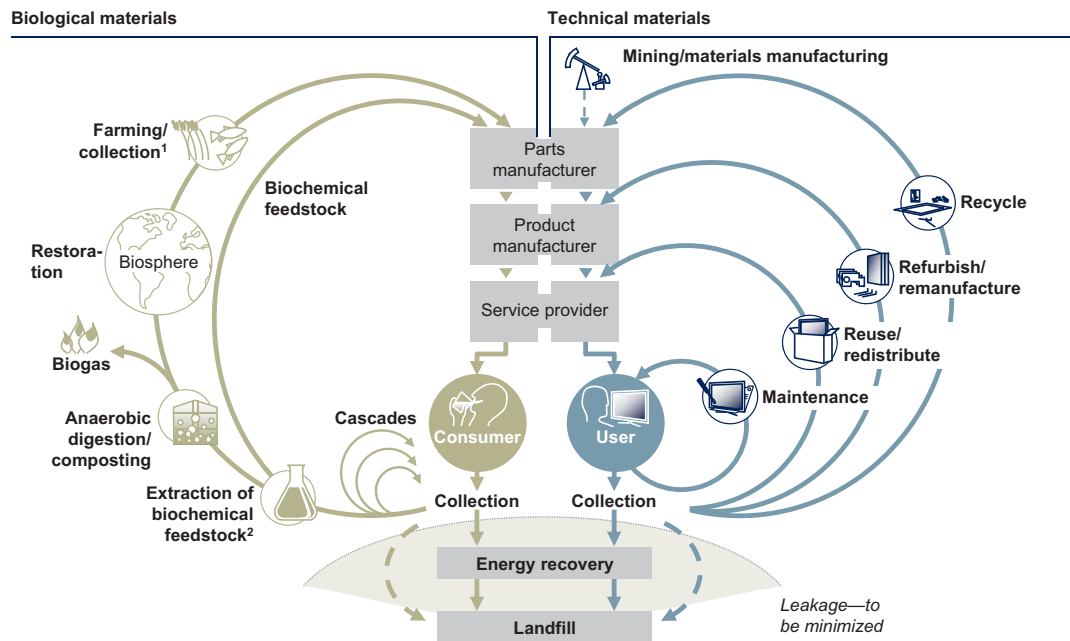 Biological materials
Technical materials
Mining/materials manufacturing
Farming/
collection1
Biochemical
feedstock
Restora-
tion
Biosphere
Biogas
Anaerobic
digestion/
composting
Extraction of
biochemical
feedstock2
Cascades
Parts
manufacturer
Product
manufacturer
Service provider
Consumer
User
Collection
Collection
Energy recovery
Landfill
Recycle
Refurbish/
remanufacture
Reuse/
redistribute
Maintenance
Leakage—to
be minimized